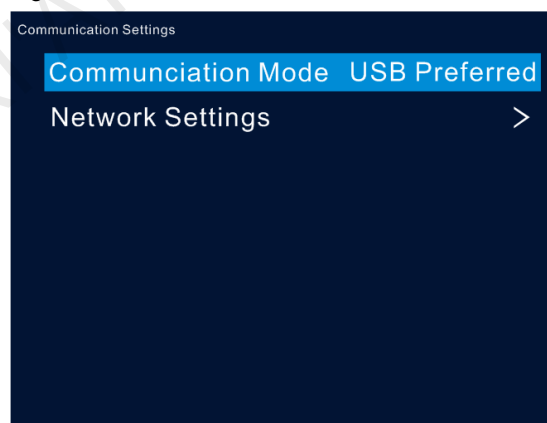 Communication Settings
Communciation Mode USB Preferred
Network Settings >